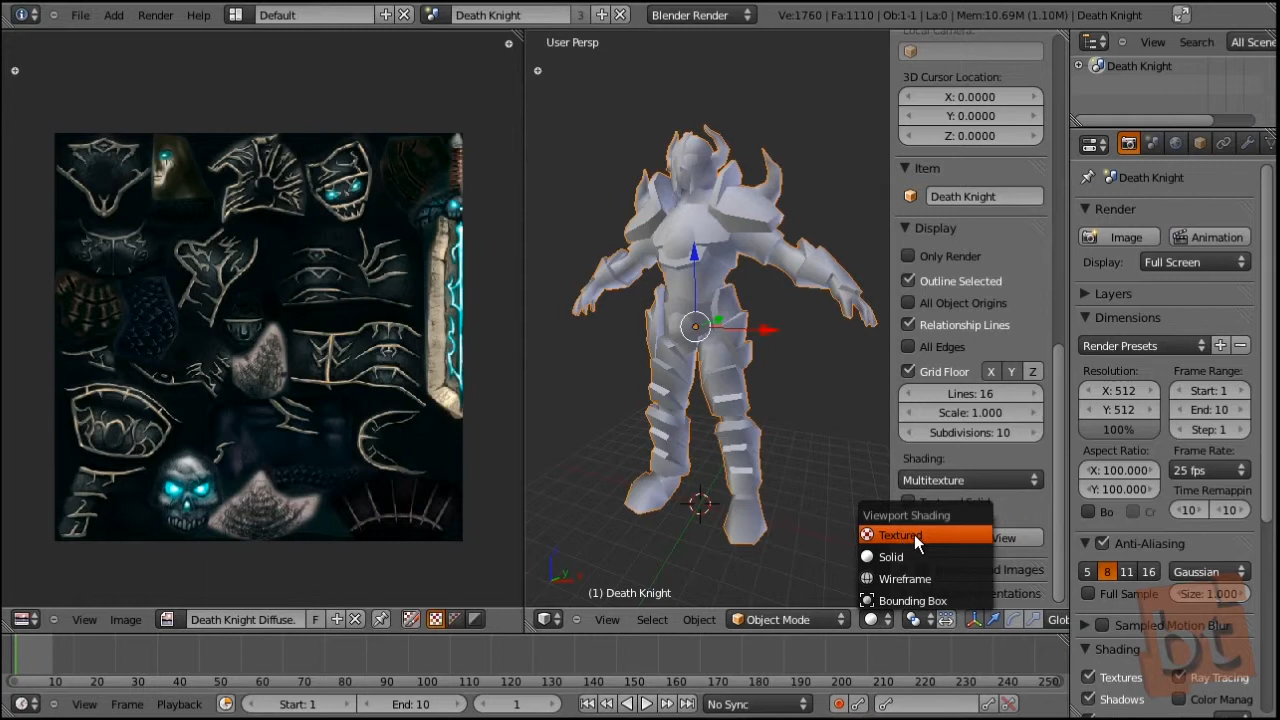 File Add Render Help Default Death Knight 3 Blender Render Ve:1760 | Fa:1110 | Ob:1-1 | La:0 | Mem:10.69M (1.10M) | Death Knight
User Persp
3D Cursor Location:
X: 0.0000
Y: 0.0000
Z: 0.0000
Item
Death Knight
Display
Only Render
Outline Selected
All Object Origins
Relationship Lines
All Edges
Grid Floor X Y Z
Lines: 16
Scale: 1.000
Subdivisions: 10
Shading:
Multitexture
Viewport Shading
Textured
Solid
Wireframe
Bounding Box
View
(1) Death Knight
View Search All Scene
Death Knight
Death Knight
Render
Image Animation
Display: Full Screen
Layers
Dimensions
Render Presets
Resolution: Frame Range:
X: 512 Start: 1
Y: 512 End: 10
100% Step: 1
Aspect Ratio: Frame Rate:
X: 100.000 25 fps
Y: 100.000 Time Remappin
Bo Cr 10 10
Anti-Aliasing
5 8 11 16 Gaussian
Full Sample Size: 1.000
Sampled Motion Blur
Shading
Textures Ray Tracing
Shadows Color Manag
View Image Death Knight Diffuse. F View Select Object Object Mode Glob
10 20 30 40 50 60 70 80 90 100 110 120 130 140 150 160 170 180 190 200 210 220 230 240 250
View Frame Playback Start: 1 End: 10 1 No Sync
bt